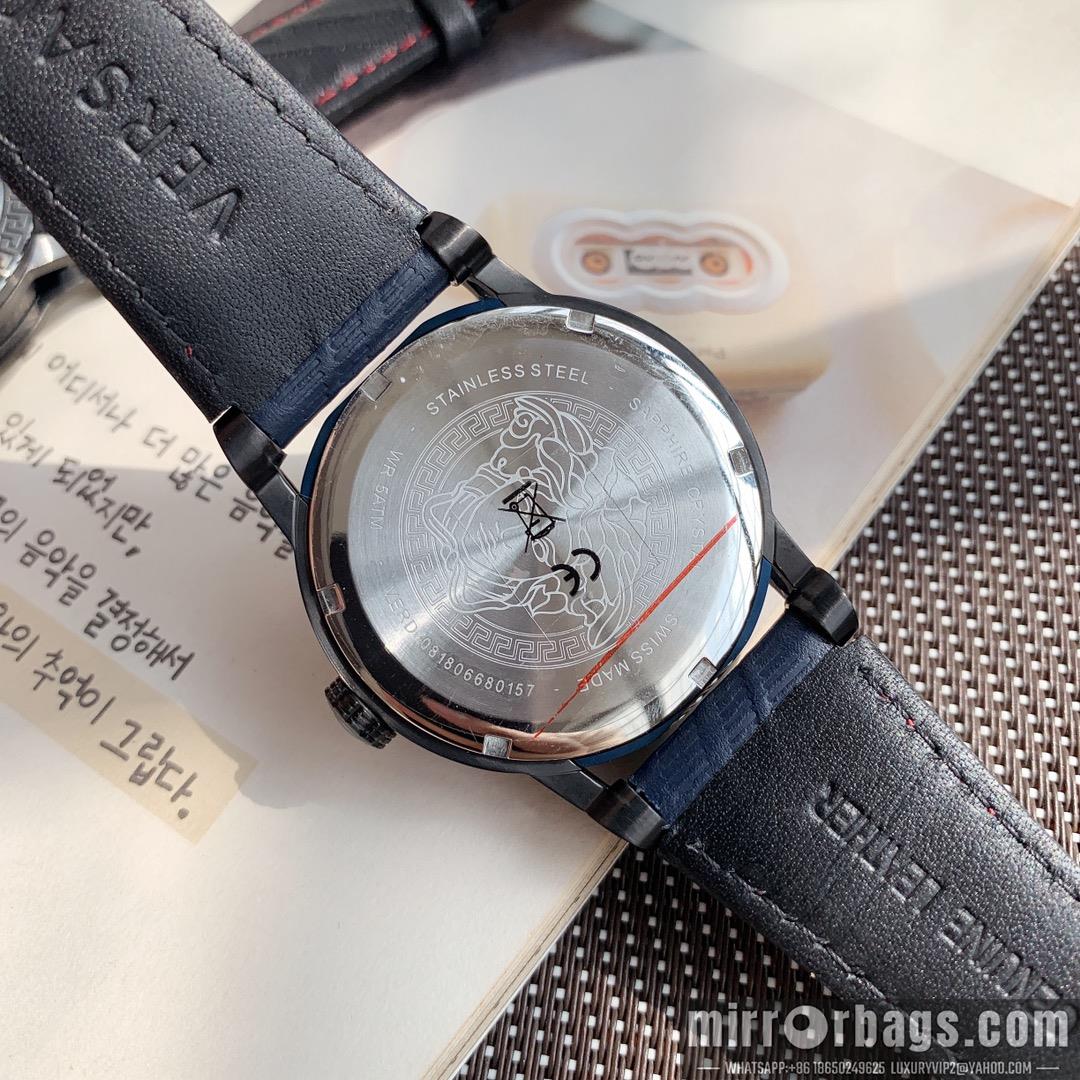 VERSA
STAINLESS STEEL
SAPPHIRE CRYSTAL
SWISS MADE
WR 5ATM
VERD 081806680157
CE
GENUINE LEATHER
어디서나 더 많은 음악
있게 되었지만,
의 음악을 결정해서
의 추억이 그립다.
mirrorbags.com
WHATSAPP:+86 18650249625 LUXURYVIP2@YAHOO.COM